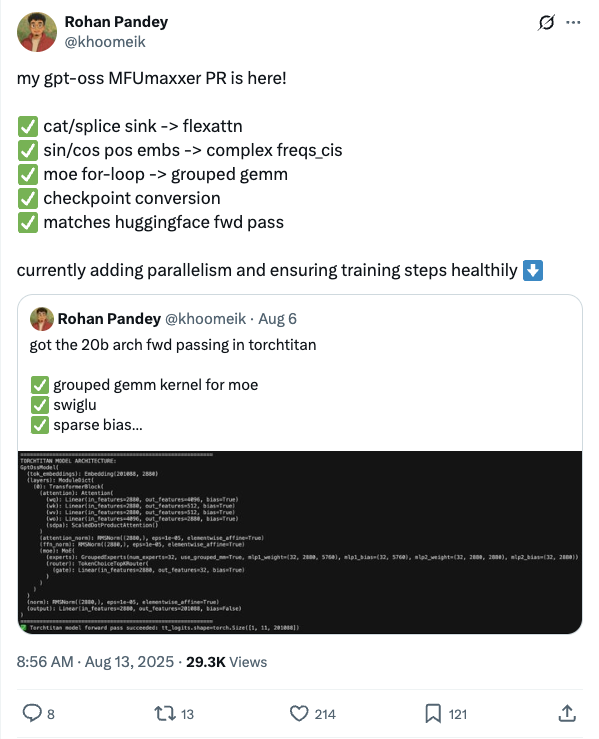 Rohan Pandey
@khoomeik
my gpt-oss MFUmaxxer PR is here!
✅ cat/splice sink -> flexattn
✅ sin/cos pos embs -> complex freqs_cis
✅ moe for-loop -> grouped gemm
✅ checkpoint conversion
✅ matches huggingface fwd pass
currently adding parallelism and ensuring training steps healthily ⬇️
Rohan Pandey @khoomeik · Aug 6
got the 20b arch fwd passing in torchtitan
✅ grouped gemm kernel for moe
✅ swiglu
✅ sparse bias...
==================================================
TORCHTITAN MODEL ARCHITECTURE:
GptOssModel(
(tok_embeddings): Embedding(201088, 2880)
(layers): ModuleDict(
(0): TransformerBlock(
(attention): Attention(
(wq): Linear(in_features=2880, out_features=4096, bias=True)
(wk): Linear(in_features=2880, out_features=512, bias=True)
(wv): Linear(in_features=2880, out_features=512, bias=True)
(wo): Linear(in_features=4096, out_features=2880, bias=True)
(sdpa): ScaledDotProductAttention()
)
(attention_norm): RMSNorm((2880,), eps=1e-05, elementwise_affine=True)
(ffn_norm): RMSNorm((2880,), eps=1e-05, elementwise_affine=True)
(moe): MoE(
(experts): GroupedExperts(num_experts=32, use_grouped_mm=True, mlp1_weight=(32, 2880, 5760), mlp1_bias=(32, 5760), mlp2_weight=(32, 2880, 2880), mlp2_bias=(32, 2880))
(router): TokenChoiceTopKRouter(
(gate): Linear(in_features=2880, out_features=32, bias=True)
)
)
)
)
(norm): RMSNorm((2880,), eps=1e-05, elementwise_affine=True)
(output): Linear(in_features=2880, out_features=201088, bias=False)
)
==================================================
✅ Torchtitan model forward pass succeeded: tt_logits.shape=torch.Size([1, 11, 201088])
8:56 AM · Aug 13, 2025 · 29.3K Views
8 13 214 121